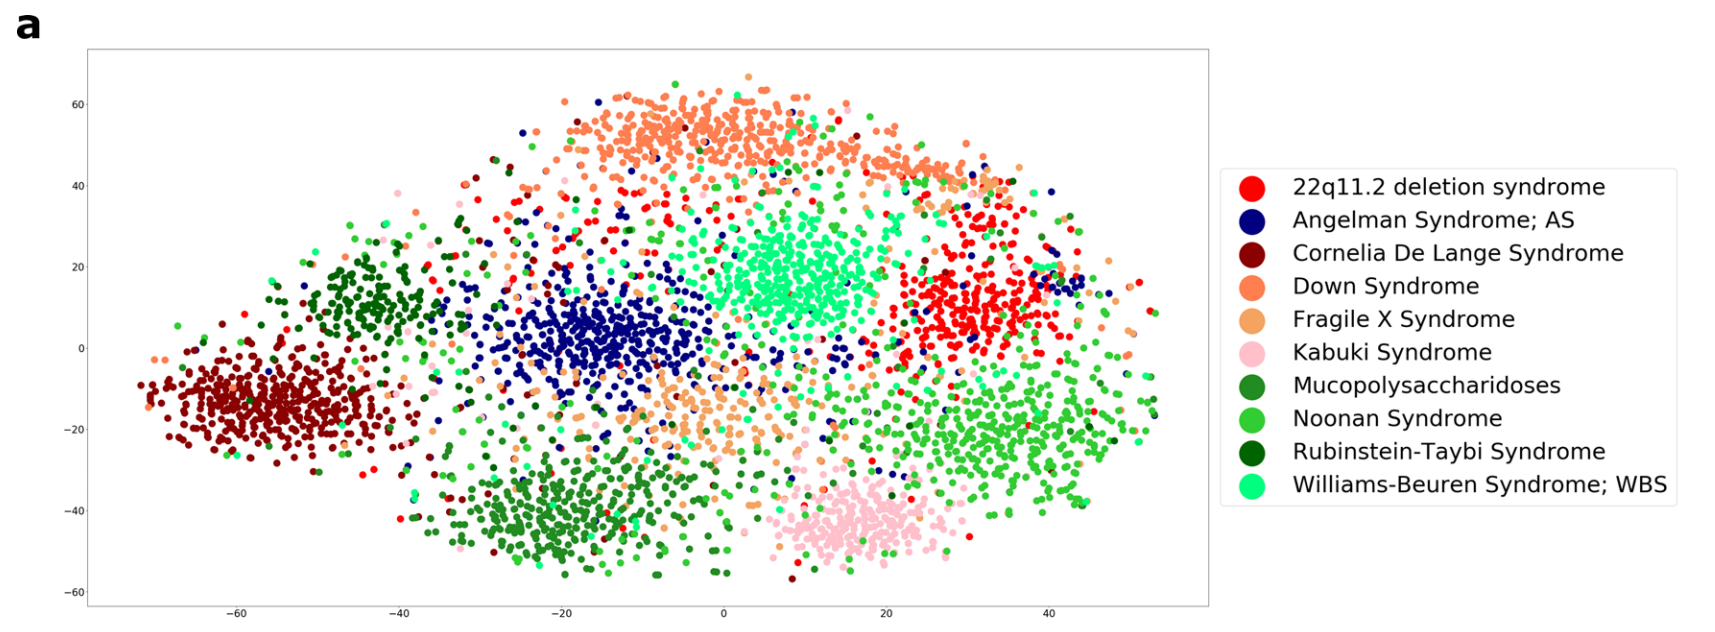 a
60
40
20
0
−20
−40
−60
−60 −40 −20 0 20 40
22q11.2 deletion syndrome
Angelman Syndrome; AS
Cornelia De Lange Syndrome
Down Syndrome
Fragile X Syndrome
Kabuki Syndrome
Mucopolysaccharidoses
Noonan Syndrome
Rubinstein-Taybi Syndrome
Williams-Beuren Syndrome; WBS